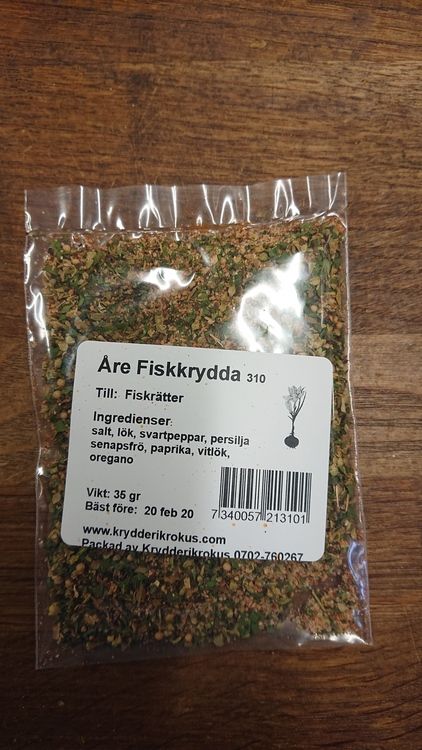 Åre Fiskkrydda 310
Till: Fiskrätter
Ingredienser:
salt, lök, svartpeppar, persilja
senapsfrö, paprika, vitlök,
oregano
Vikt: 35 gr
Bäst före: 20 feb 20
7 340057 213101
www.krydderikrokus.com
Packad av Krydderikrokus 0702-760267